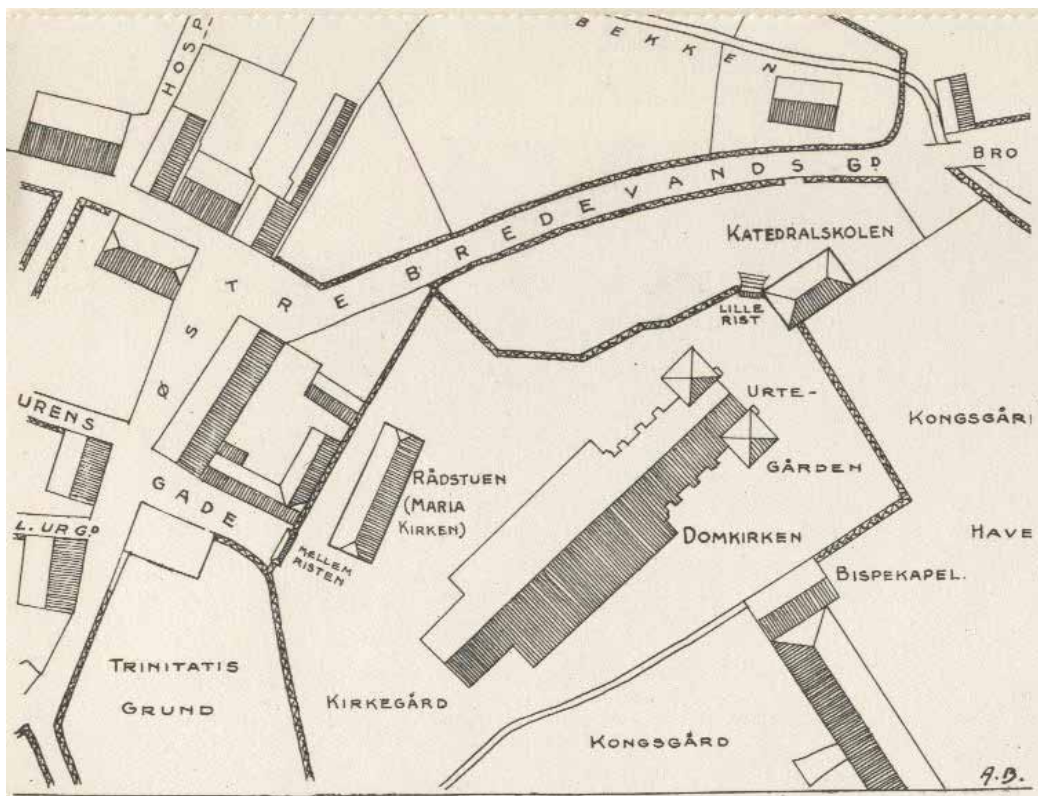 HOSP
BEKKEN
BRO
BREDEVANDS GD.
KATEDRALSKOLEN
LILLE
RIST
ØSTRE
URTE-
GÅRDEN
KONGSGÅR
HAVE
URENS
GADE
L. UR GD.
RÅDSTUEN
(MARIA
KIRKEN)
KELLEM
RISTEN
DOMKIRKEN
BISPEKAPEL.
TRINITATIS
GRUND
KIRKEGÅRD
KONGSGÅRD
A.B.